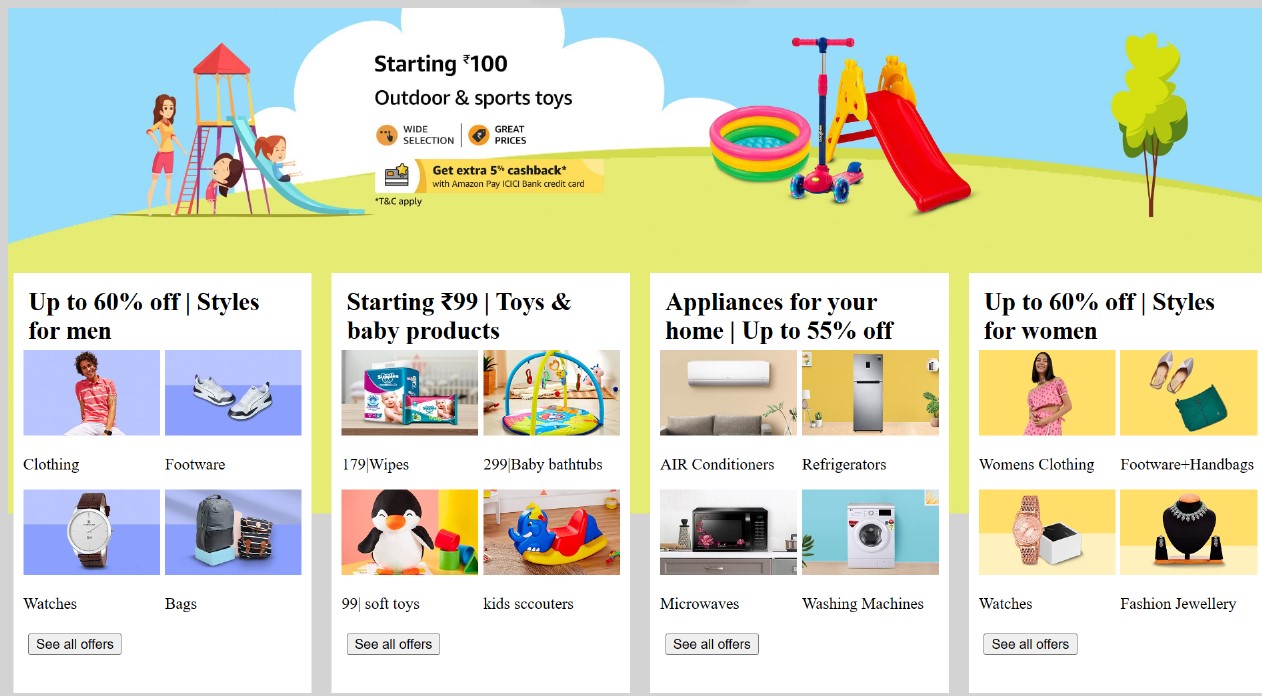 Starting ₹100
Outdoor & sports toys
WIDE SELECTION
GREAT PRICES
Get extra 5% cashback*
with Amazon Pay ICICI Bank credit card
*T&C apply
Up to 60% off | Styles
for men
Clothing
Footware
Watches
Bags
See all offers
Starting ₹99 | Toys &
baby products
179|Wipes
299|Baby bathtubs
99| soft toys
kids sccouters
See all offers
Appliances for your
home | Up to 55% off
AIR Conditioners
Refrigerators
Microwaves
Washing Machines
See all offers
Up to 60% off | Styles
for women
Womens Clothing
Footware+Handbags
Watches
Fashion Jewellery
See all offers